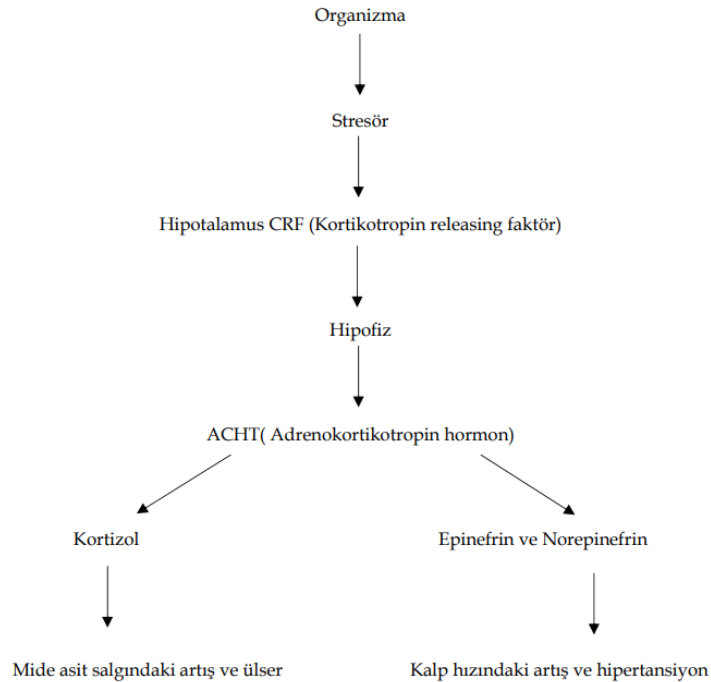 Organizma
Stresör
Hipotalamus CRF (Kortikotropin releasing faktör)
Hipofiz
ACHT( Adrenokortikotropin hormon)
Kortizol
Epinefrin ve Norepinefrin
Mide asit salgındaki artış ve ülser
Kalp hızındaki artış ve hipertansiyon